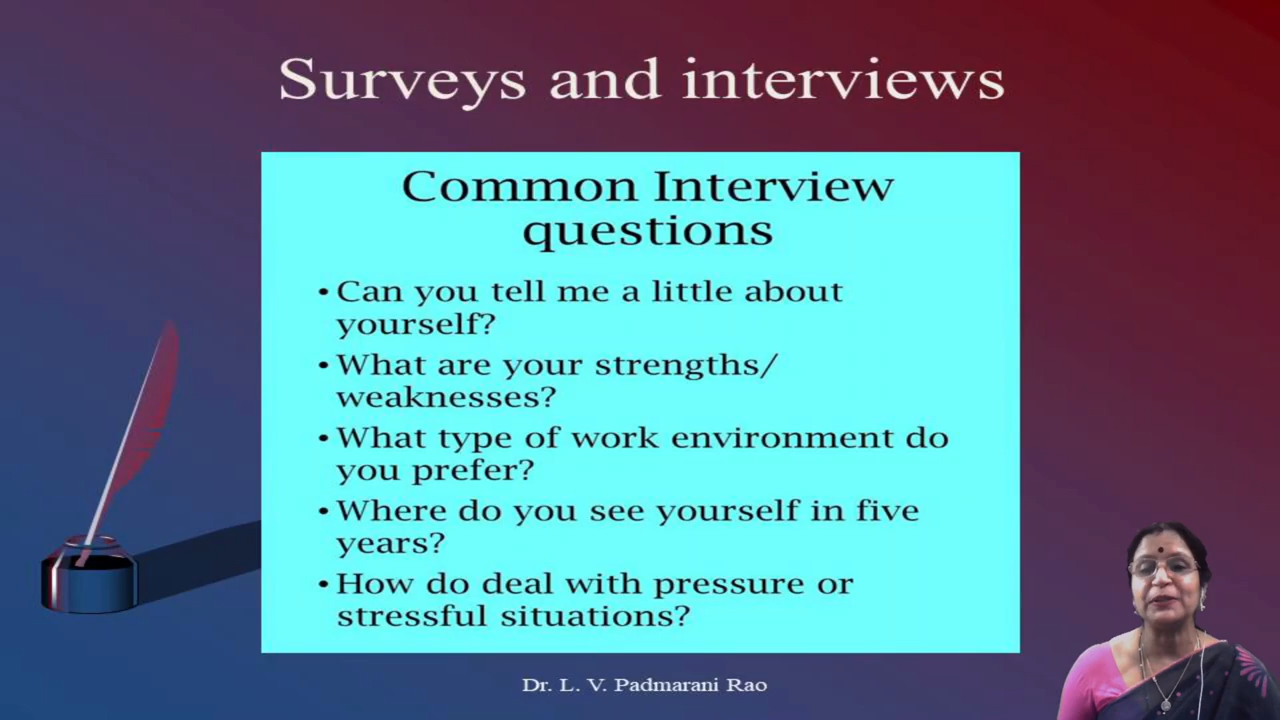 Surveys and interviews
Common Interview
questions
• Can you tell me a little about
yourself?
• What are your strengths/
weaknesses?
• What type of work environment do
you prefer?
• Where do you see yourself in five
years?
• How do deal with pressure or
stressful situations?
Dr. L. V. Padmarani Rao